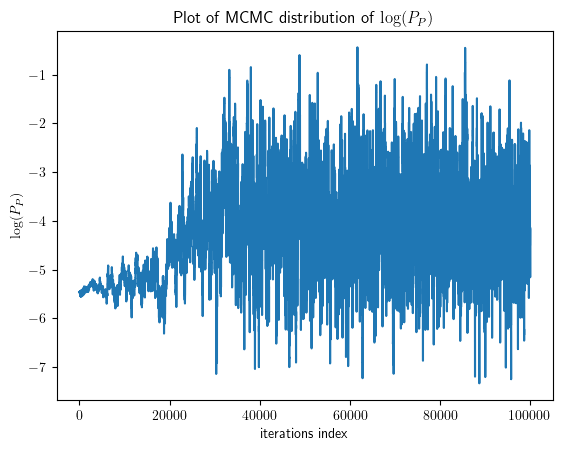 Plot of MCMC distribution of log(P_P)
log(P_P)
−1
−2
−3
−4
−5
−6
−7
0 20000 40000 60000 80000 100000
iterations index